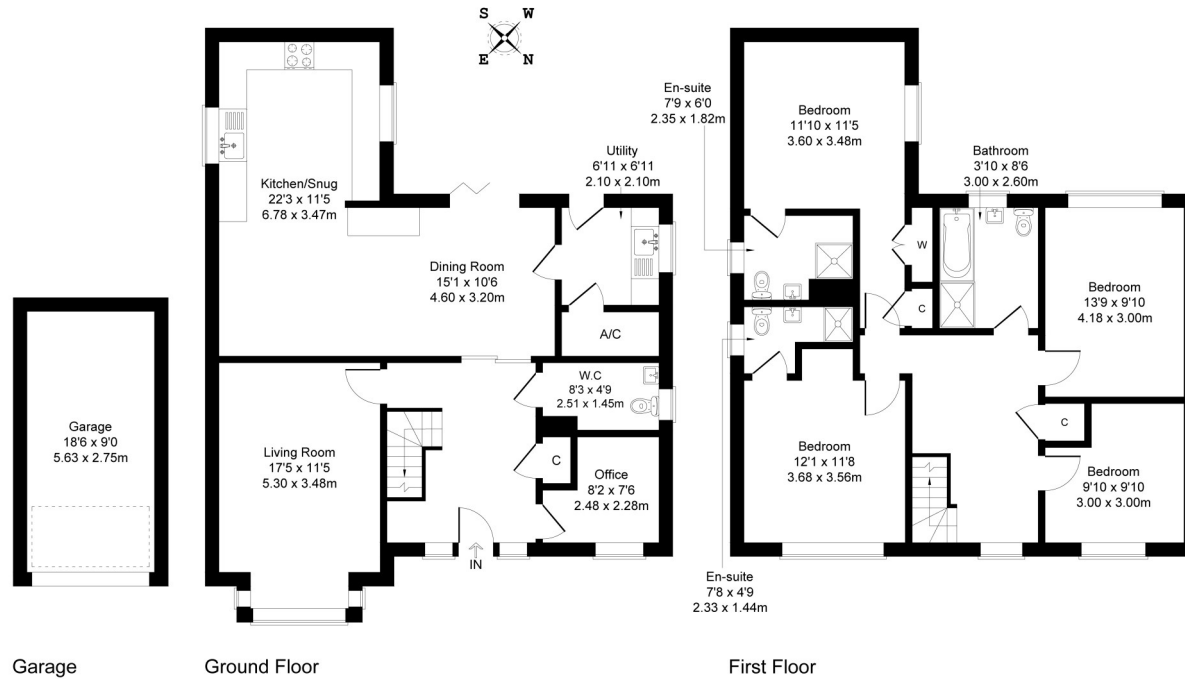 S W
E N
Kitchen/Snug
22'3 x 11'5
6.78 x 3.47m
Utility
6'11 x 6'11
2.10 x 2.10m
Dining Room
15'1 x 10'6
4.60 x 3.20m
A/C
W.C
8'3 x 4'9
2.51 x 1.45m
Living Room
17'5 x 11'5
5.30 x 3.48m
C
Office
8'2 x 7'6
2.48 x 2.28m
IN
Garage
18'6 x 9'0
5.63 x 2.75m
En-suite
7'9 x 6'0
2.35 x 1.82m
Bedroom
11'10 x 11'5
3.60 x 3.48m
Bathroom
3'10 x 8'6
3.00 x 2.60m
W
C
Bedroom
13'9 x 9'10
4.18 x 3.00m
C
Bedroom
12'1 x 11'8
3.68 x 3.56m
Bedroom
9'10 x 9'10
3.00 x 3.00m
En-suite
7'8 x 4'9
2.33 x 1.44m
Garage
Ground Floor
First Floor